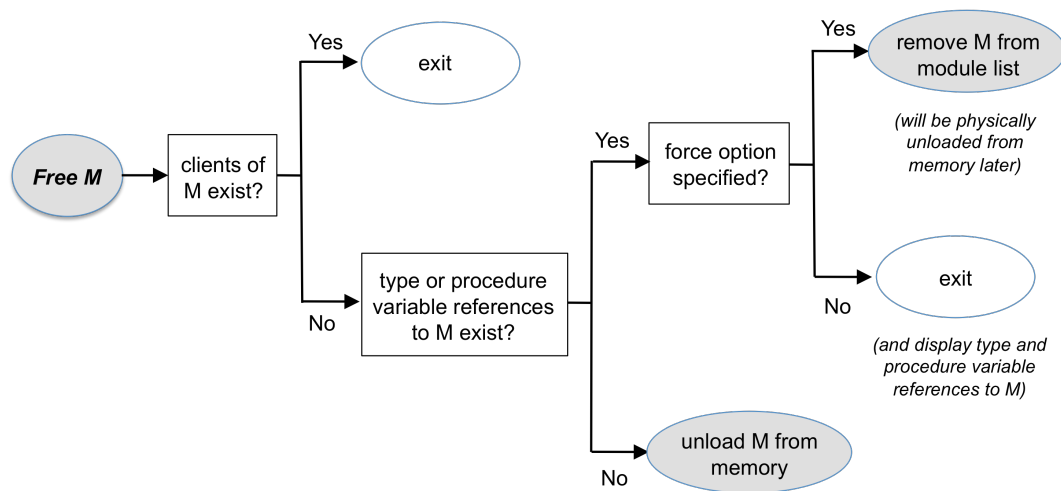 Free M
clients of
M exist?
Yes
exit
No
type or procedure
variable references
to M exist?
Yes
force option
specified?
Yes
remove M from
module list
(will be physically
unloaded from
memory later)
No
exit
(and display type and
procedure variable
references to M)
No
unload M from
memory